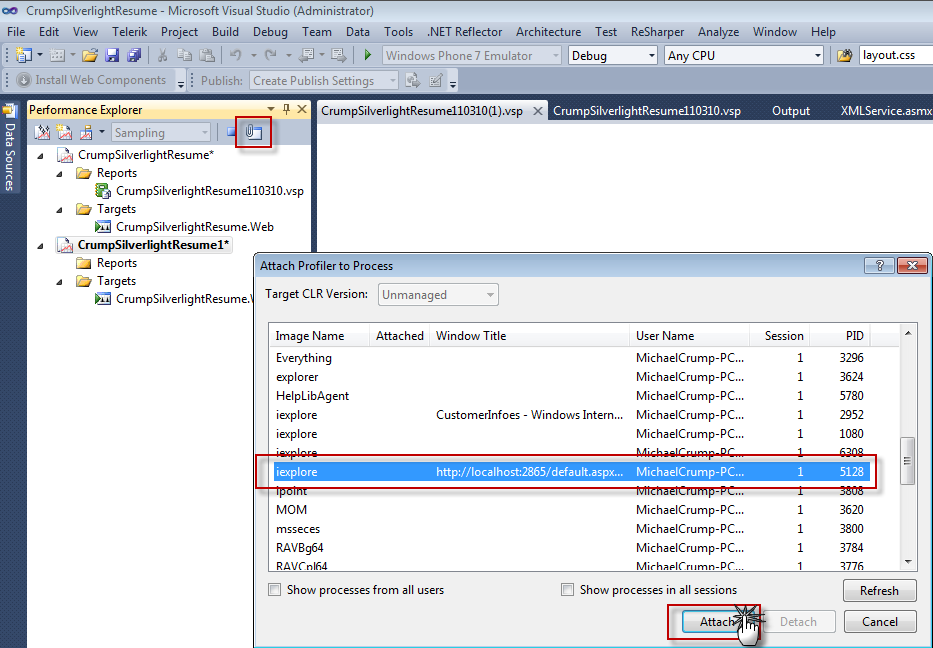 CrumpSilverlightResume - Microsoft Visual Studio (Administrator)
File Edit View Telerik Project Build Debug Team Data Tools .NET Reflector Architecture Test ReSharper Analyze Window Help
Windows Phone 7 Emulator Debug Any CPU layout.css
Install Web Components Publish: Create Publish Settings
Data Sources
Performance Explorer
CrumpSilverlightResume110310(1).vsp CrumpSilverlightResume110310.vsp Output XMLService.asmx
Sampling
CrumpSilverlightResume*
Reports
CrumpSilverlightResume110310.vsp
Targets
CrumpSilverlightResume.Web
CrumpSilverlightResume1*
Reports
Targets
CrumpSilverlightResume.
Attach Profiler to Process
Target CLR Version: Unmanaged
Image Name Attached Window Title User Name Session PID
Everything MichaelCrump-PC... 1 3296
explorer MichaelCrump-PC... 1 3624
HelpLibAgent MichaelCrump-PC... 1 5780
iexplore CustomerInfoes - Windows Intern... MichaelCrump-PC... 1 2952
iexplore MichaelCrump-PC... 1 1080
iexplore MichaelCrump-PC... 1 6308
iexplore http://localhost:2865/default.aspx... MichaelCrump-PC... 1 5128
ipoint MichaelCrump-PC... 1 3808
MOM MichaelCrump-PC... 1 3620
msseces MichaelCrump-PC... 1 3800
RAVBg64 MichaelCrump-PC... 1 3784
RAVCpl64 MichaelCrump-PC... 1 3776
Show processes from all users Show processes in all sessions Refresh
Attach Detach Cancel